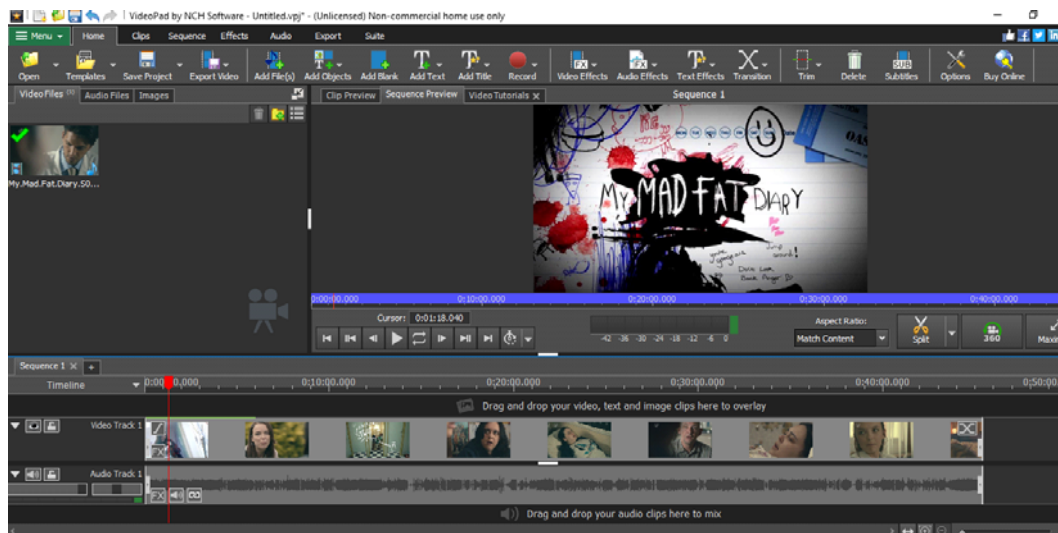 VideoPad by NCH Software - Untitled.vpj* - (Unlicensed) Non-commercial home use only
Menu Home Clips Sequence Effects Audio Export Suite
Open Templates Save Project Export Video Add File(s) Add Objects Add Blank Add Text Add Title Record Video Effects Audio Effects Text Effects Transition Trim Delete Subtitles Options Buy Online
Video Files (1) Audio Files Images
Clip Preview Sequence Preview Video Tutorials x Sequence 1
My.Mad.Fat.Diary.S0...
OAS
MY MAD FAT DIARY
0:00:00.000 0:10:00.000 0:20:00.000 0:30:00.000 0:40:00.000
Cursor: 0:01:18.040
-42 -36 -30 -24 -18 -12 -6 0
Aspect Ratio:
Match Content
Split
360
Sequence 1 X +
Timeline 0:10:00.000 0:20:00.000 0:30:00.000 0:40:00.000
Drag and drop your video, text and image clips here to overlay
Video Track 1
FX
Audio Track 1
FX
Drag and drop your audio clips here to mix